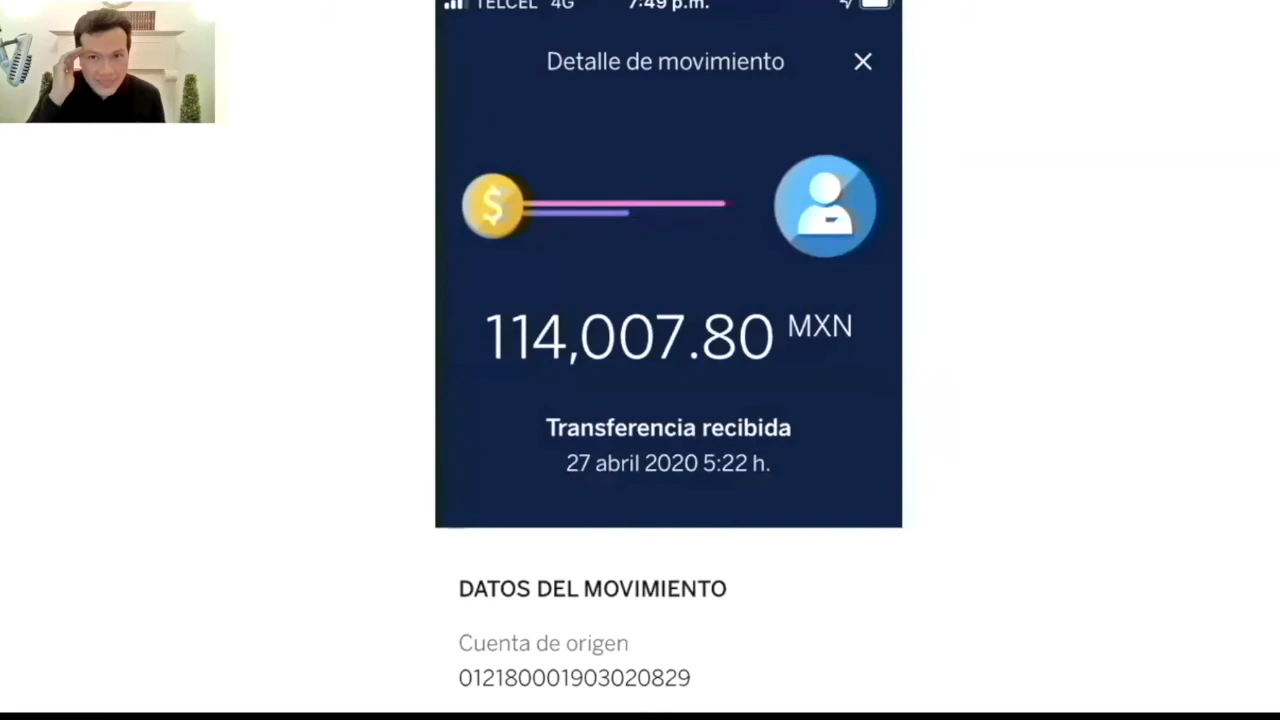 TELCEL 4G 7:49 p.m.
Detalle de movimiento
$
114,007.80 MXN
Transferencia recibida
27 abril 2020 5:22 h.
DATOS DEL MOVIMIENTO
Cuenta de origen
012180001903020829